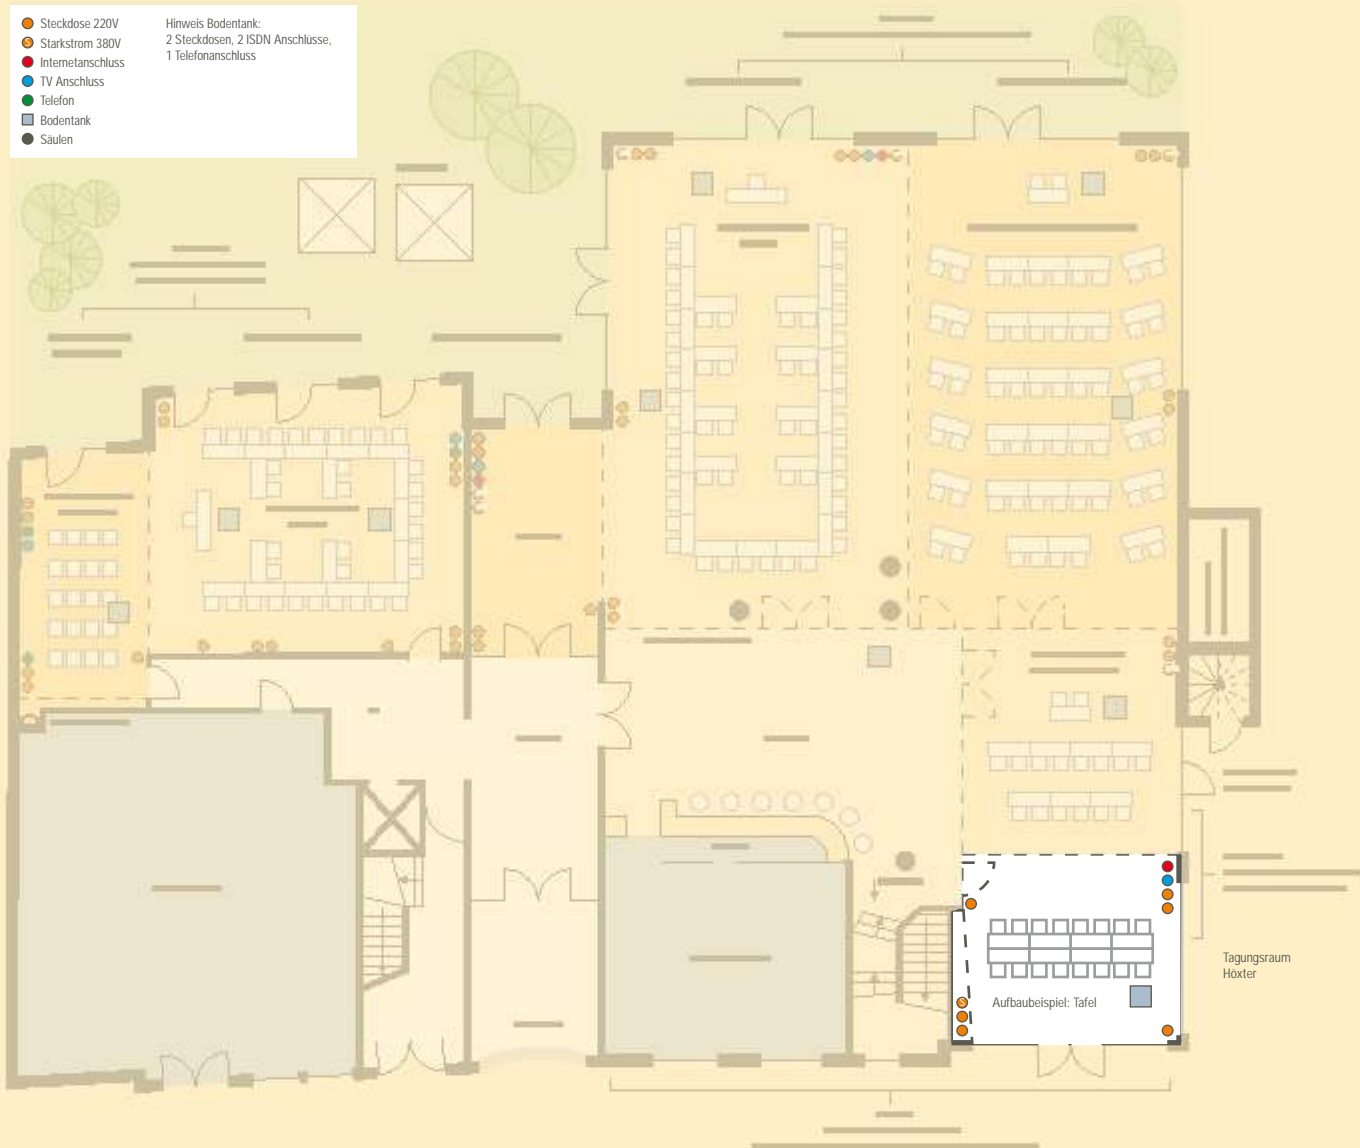 Steckdose 220V
Starkstrom 380V
Internetanschluss
TV Anschluss
Telefon
Bodentank
Säulen
Hinweis Bodentank:
2 Steckdosen, 2 ISDN Anschlüsse,
1 Telefonanschluss
Tagungsraum
Höxter
Aufbaubeispiel: Tafel